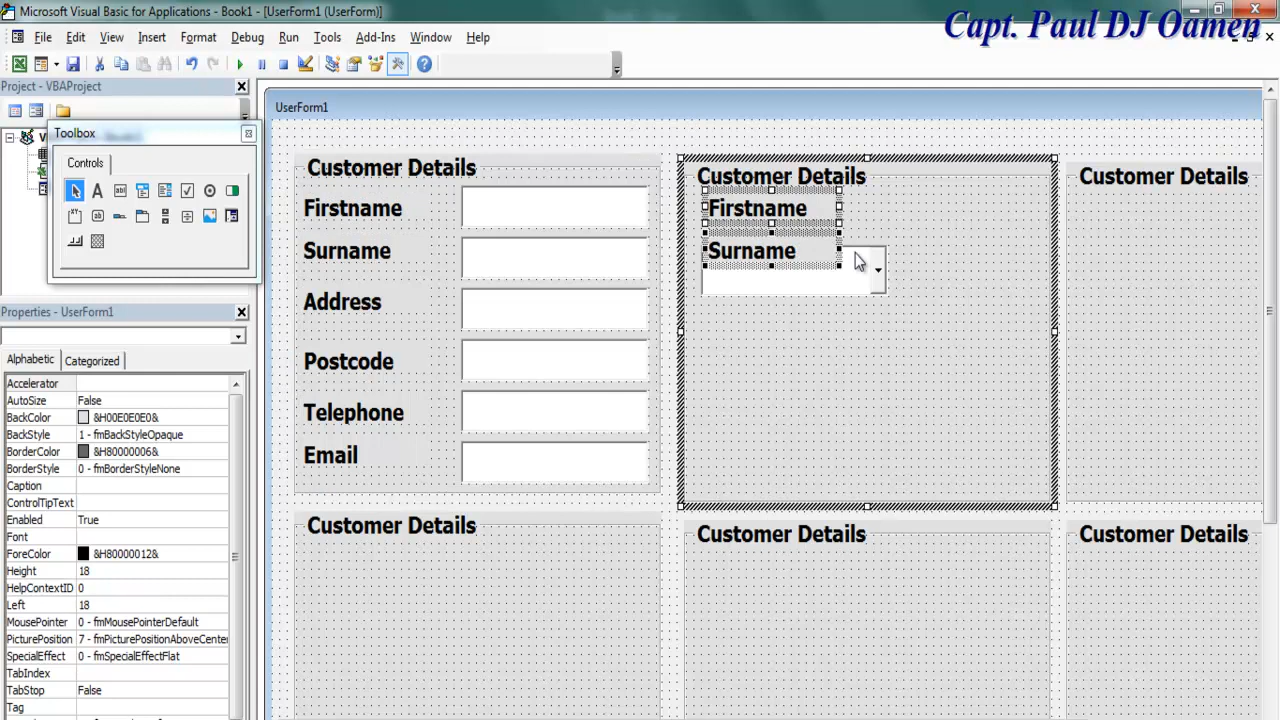 Microsoft Visual Basic for Applications - Book1 - [UserForm1 (UserForm)]
Capt. Paul DJ Oamen
File Edit View Insert Format Debug Run Tools Add-Ins Window Help
Project - VBAProject
Toolbox
Controls
UserForm1
Customer Details
Firstname
Surname
Address
Postcode
Telephone
Email
Customer Details
Firstname
Surname
Customer Details
Customer Details
Customer Details
Customer Details
Properties - UserForm1
Alphabetic Categorized
Accelerator
AutoSize False
BackColor &H00E0E0E0&
BackStyle 1 - fmBackStyleOpaque
BorderColor &H80000006&
BorderStyle 0 - fmBorderStyleNone
Caption
ControlTipText
Enabled True
Font
ForeColor &H80000012&
Height 18
HelpContextID 0
Left 18
MousePointer 0 - fmMousePointerDefault
PicturePosition 7 - fmPicturePositionAboveCenter
SpecialEffect 0 - fmSpecialEffectFlat
TabIndex
TabStop False
Tag